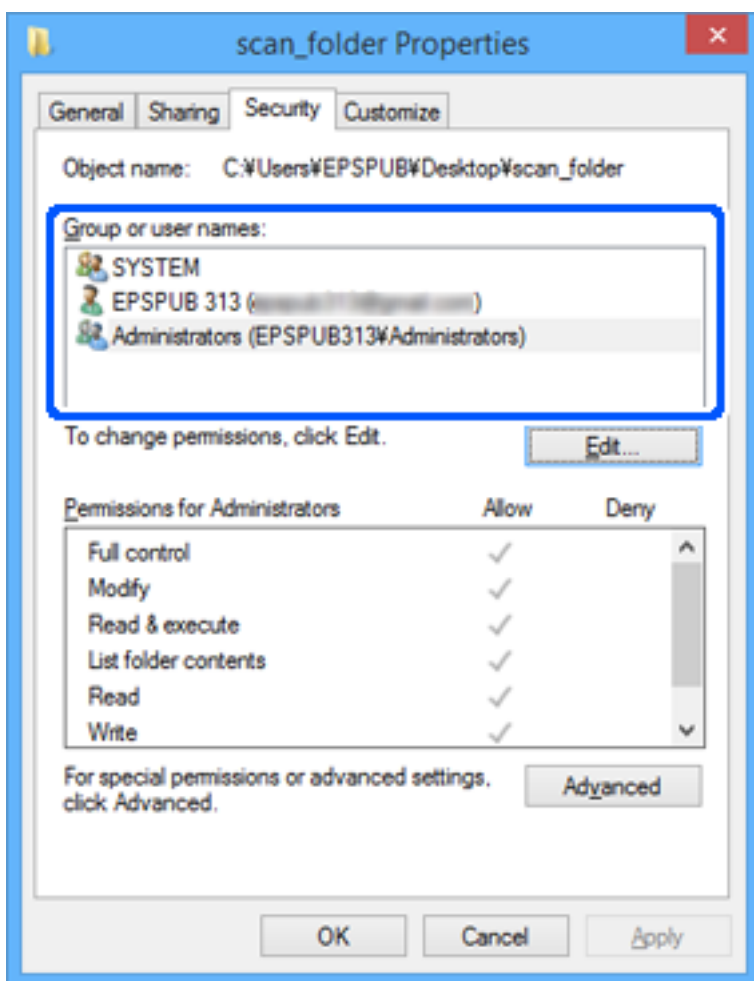 scan_folder Properties
General Sharing Security Customize
Object name: C:¥Users¥EPSPUB¥Desktop¥scan_folder
Group or user names:
SYSTEM
EPSPUB 313 ( )
Administrators (EPSPUB313¥Administrators)
To change permissions, click Edit.
Edit...
Permissions for Administrators Allow Deny
Full control
Modify
Read & execute
List folder contents
Read
Write
For special permissions or advanced settings,
click Advanced.
Advanced
OK Cancel Apply